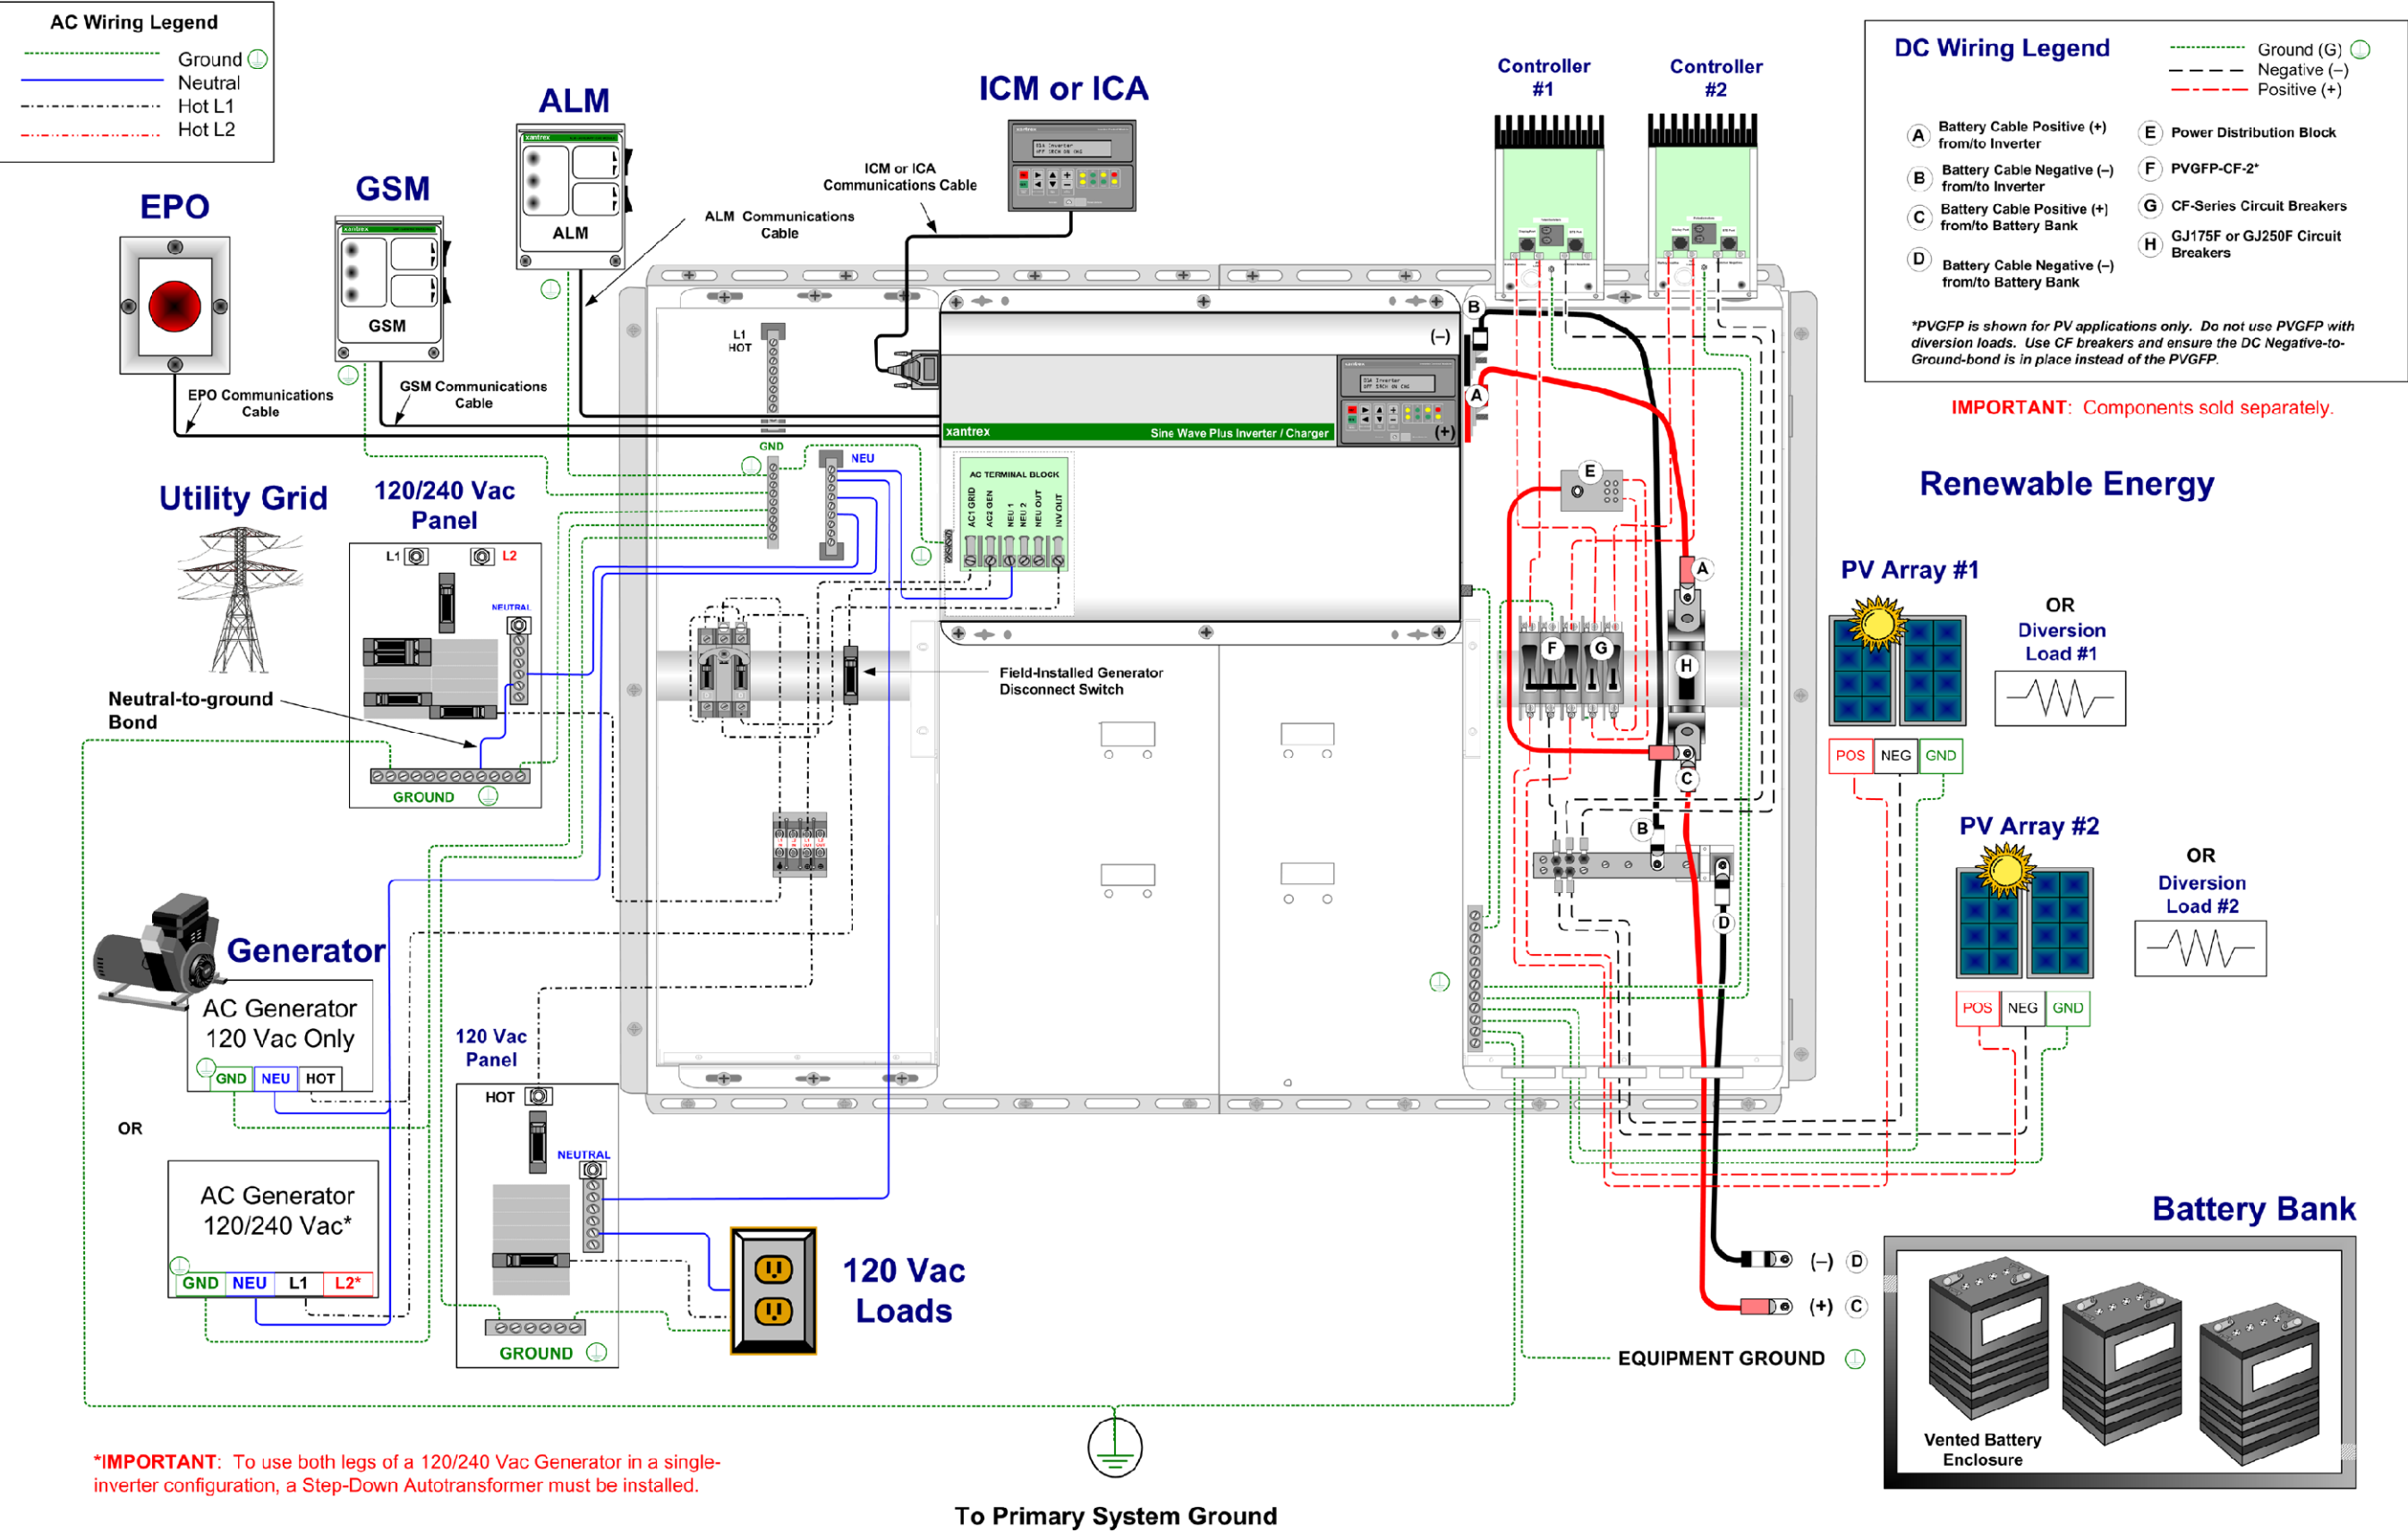 AC Wiring Legend
Ground
Neutral
Hot L1
Hot L2
DC Wiring Legend
Ground (G)
Negative (–)
Positive (+)
A Battery Cable Positive (+)
from/to Inverter
B Battery Cable Negative (–)
from/to Inverter
C Battery Cable Positive (+)
from/to Battery Bank
D Battery Cable Negative (–)
from/to Battery Bank
E Power Distribution Block
F PVGFP-CF-2*
G CF-Series Circuit Breakers
H GJ175F or GJ250F Circuit
Breakers
*PVGFP is shown for PV applications only. Do not use PVGFP with
diversion loads. Use CF breakers and ensure the DC Negative-to-
Ground-bond is in place instead of the PVGFP.
IMPORTANT: Components sold separately.
EPO
GSM
xantrex
GSM
ALM
xantrex
ALM
ICM or ICA
ICM or ICA
Communications Cable
ALM Communications
Cable
GSM Communications
Cable
EPO Communications
Cable
Controller
#1
Controller
#2
L1
HOT
GND
NEU
(–)
(+)
xantrex
Sine Wave Plus Inverter / Charger
B
A
AC TERMINAL BLOCK
AC1 GRID
AC2 GEN
NEU 1
NEU 2
NEU OUT
INV OUT
E
A
F
G
H
C
B
D
Field-Installed Generator
Disconnect Switch
Utility Grid
120/240 Vac
Panel
L1
L2
NEUTRAL
Neutral-to-ground
Bond
GROUND
Generator
AC Generator
120 Vac Only
GND
NEU
HOT
OR
AC Generator
120/240 Vac*
GND
NEU
L1
L2*
120 Vac
Panel
HOT
NEUTRAL
GROUND
120 Vac
Loads
Renewable Energy
PV Array #1
OR
Diversion
Load #1
POS
NEG
GND
PV Array #2
OR
Diversion
Load #2
POS
NEG
GND
Battery Bank
(–) D
(+) C
EQUIPMENT GROUND
Vented Battery
Enclosure
*IMPORTANT: To use both legs of a 120/240 Vac Generator in a single-
inverter configuration, a Step-Down Autotransformer must be installed.
To Primary System Ground